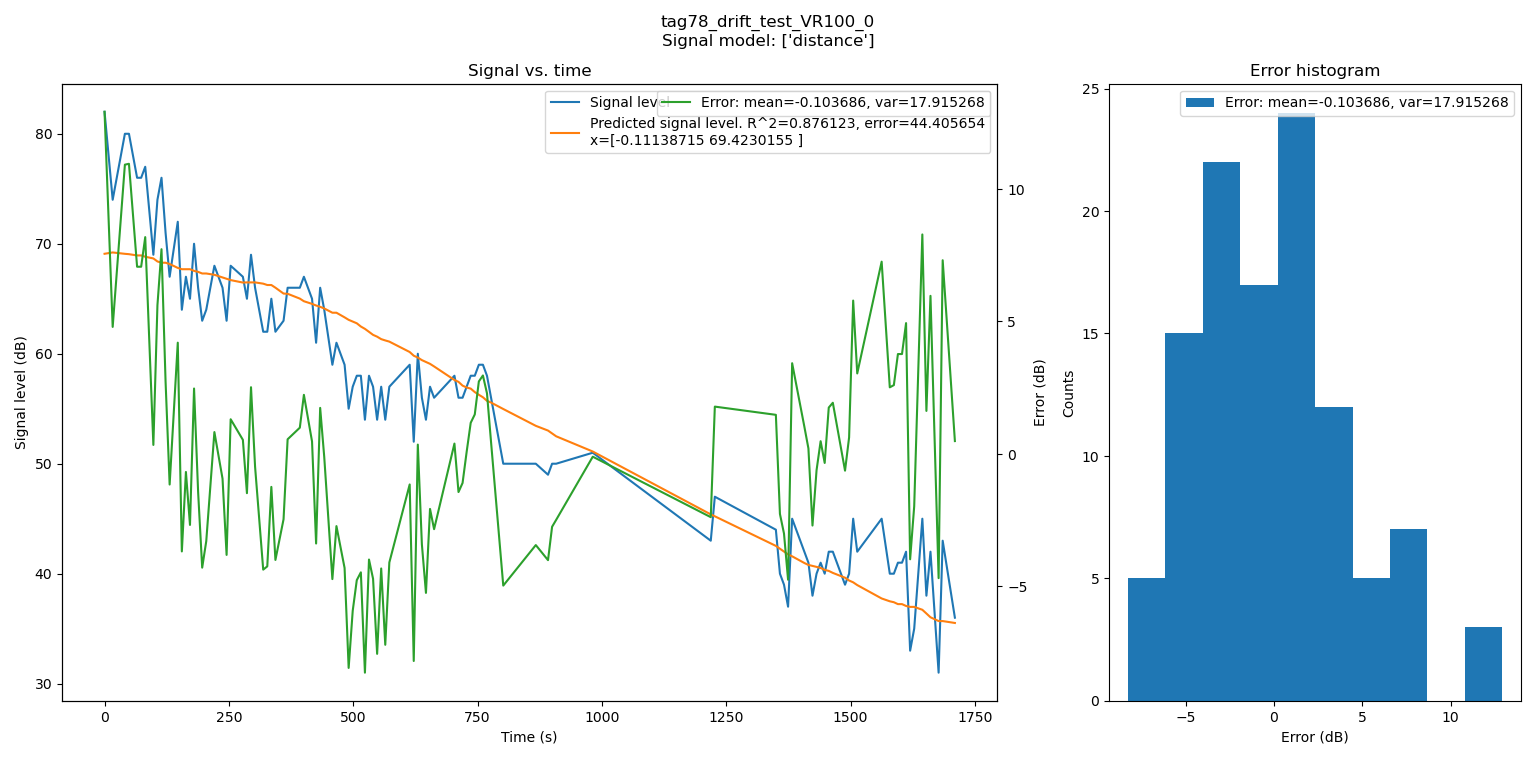 tag78_drift_test_VR100_0
Signal model: ['distance']
Signal vs. time
Error histogram
Signal level
Error: mean=-0.103686, var=17.915268
Predicted signal level. R^2=0.876123, error=44.405654
x=[-0.11138715 69.4230155 ]
Error: mean=-0.103686, var=17.915268
80
70
60
50
40
30
Signal level (dB)
0
250
500
750
1000
1250
1500
1750
Time (s)
10
5
0
−5
Error (dB)
25
20
15
10
5
0
Counts
−5
0
5
10
Error (dB)